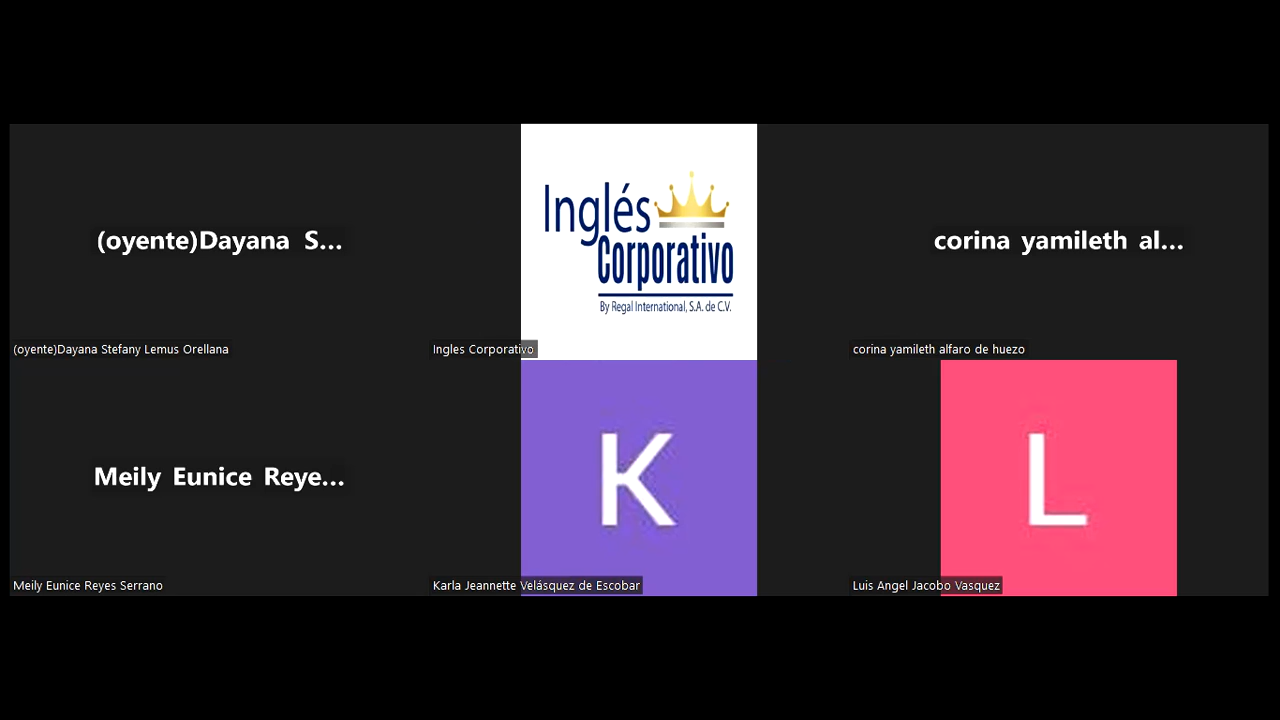 (oyente)Dayana S...
(oyente)Dayana Stefany Lemus Orellana
Inglés
Corporativo
By Regal International, S.A. de C.V.
Ingles Corporativo
corina yamileth al...
corina yamileth alfaro de huezo
Meily Eunice Reye...
Meily Eunice Reyes Serrano
K
Karla Jeannette Velásquez de Escobar
L
Luis Angel Jacobo Vasquez